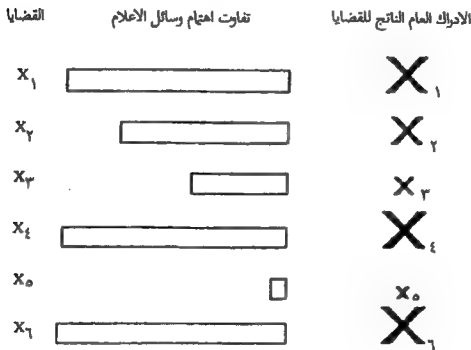 القضايا تفاوت اهتمام وسائل الاعلام الادراك العام الناتج للقضايا
X١ X١
X٢ X٢
X٣ X٣
X٤ X٤
X٥ X٥
X٦ X٦